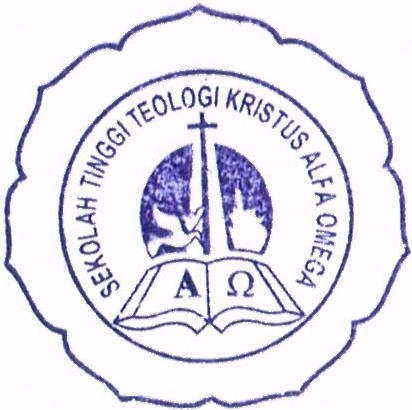 SEKOLAH TINGGI TEOLOGI KRISTUS ALFA OMEGA
Α Ω